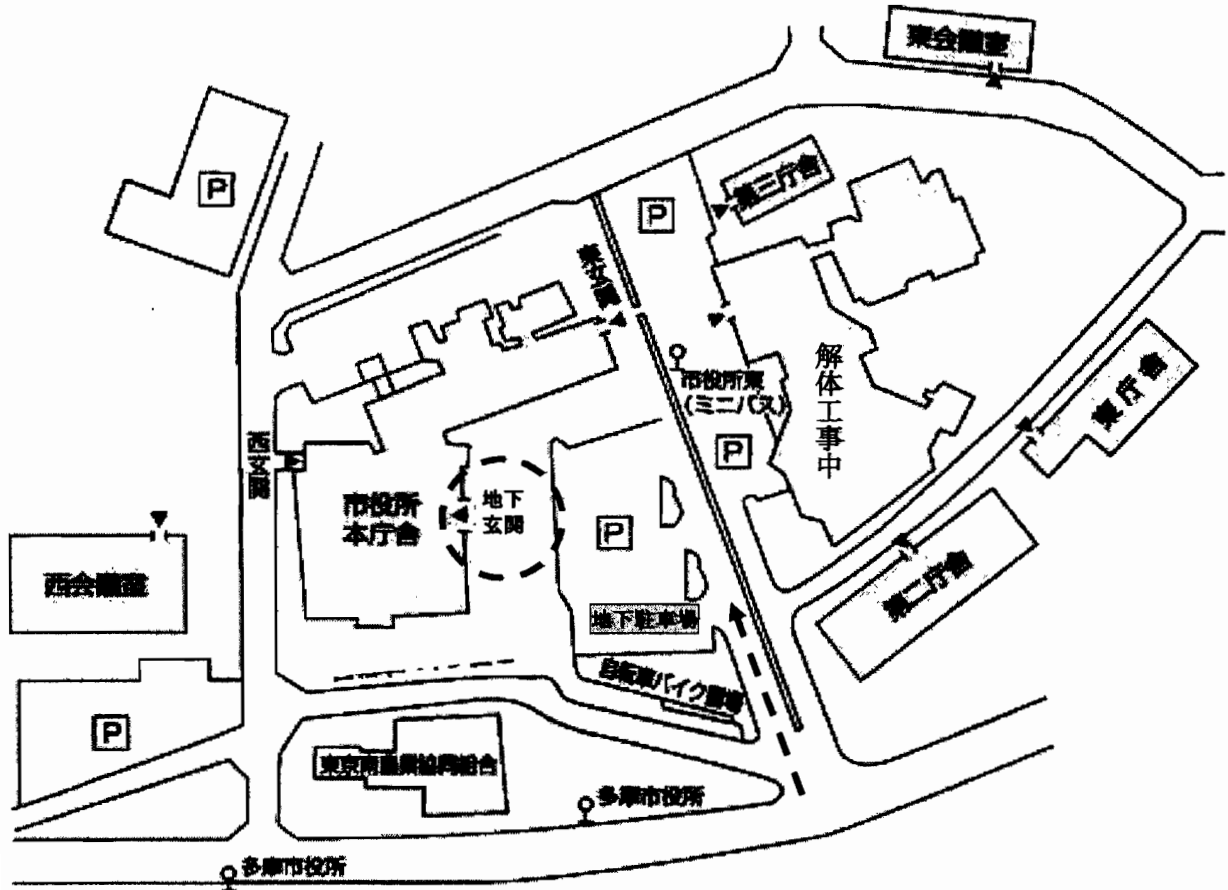 東会議室
P
第三庁舎
P
東玄関
解体工事中
東庁舎
市役所東
(ミニバス)
P
西玄関
市役所
本庁舎
地下
玄関
P
第二庁舎
西会議室
地下駐車場
自転車バイク置場
P
東京南農業協同組合
多摩市役所
多摩市役所